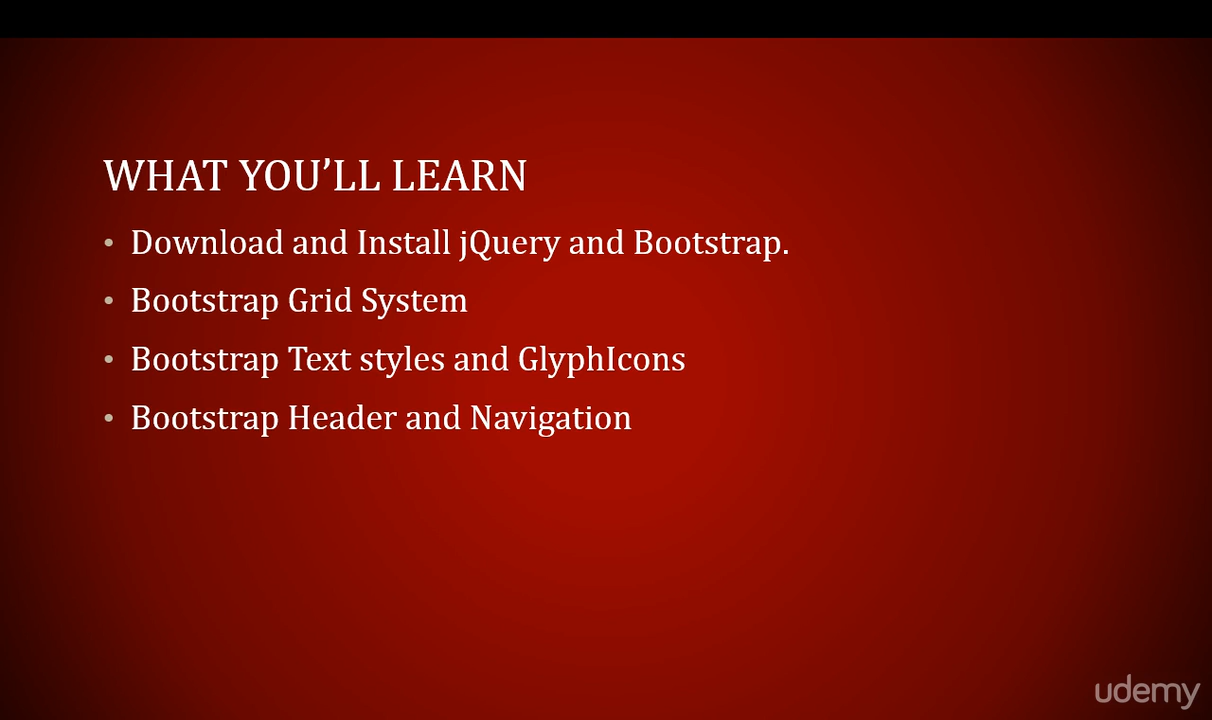 WHAT YOU’LL LEARN
• Download and Install jQuery and Bootstrap.
• Bootstrap Grid System
• Bootstrap Text styles and GlyphIcons
• Bootstrap Header and Navigation
udemy